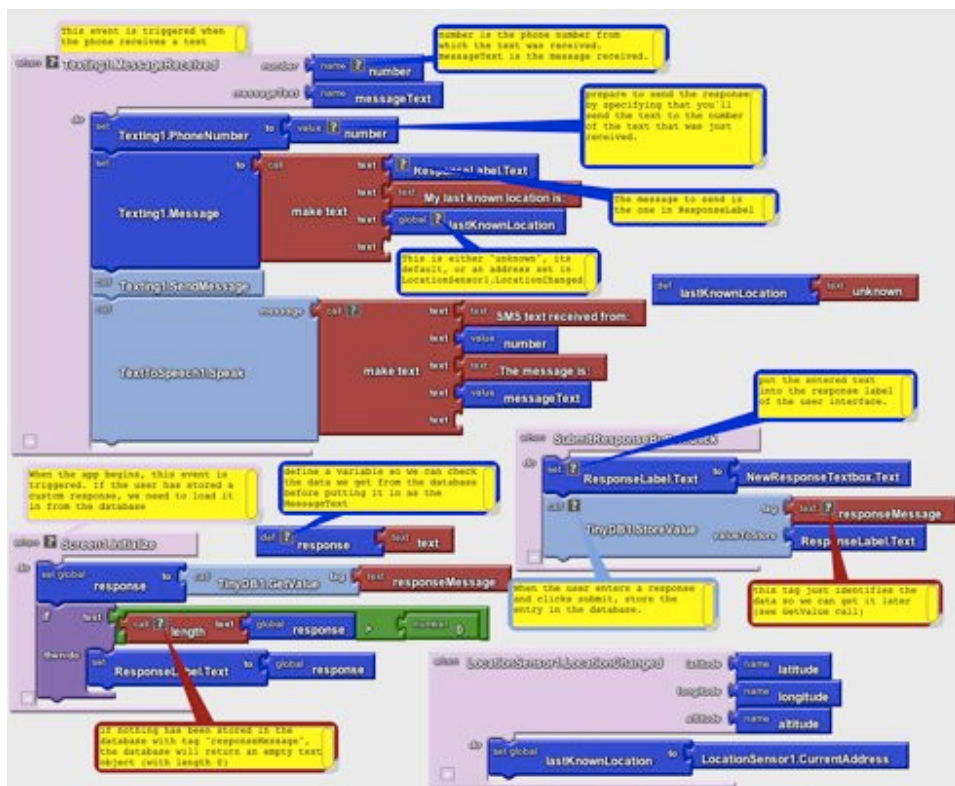 This event is triggered when
the phone receives a text
number is the phone number from
which the text was received.
messageText is the message received.
when ? Texting1.MessageReceived number name ? number
messageText name messageText
prepare to send the response
by specifying that you'll
send the text to the number
of the text that was just
received.
do
set Texting1.PhoneNumber to value ? number
set Texting1.Message to call make text text ? ResponseLabel.Text
text text My last known location is:
text global ? lastKnownLocation
text
The message to send is
the one in ResponseLabel
This is either "unknown", its
default, or an address set in
LocationSensor1.LocationChanged
call Texting1.SendMessage
def lastKnownLocation text unknown
call TextToSpeech1.Speak message call ? make text text text SMS text received from:
text value number
text text .The message is:
text value messageText
text
put the entered text
into the response label
of the user interface.
when
do
set ? ResponseLabel.Text to NewResponseTextbox.Text
call ? TinyDB1.StoreValue tag text ? responseMessage
valueToStore ResponseLabel.Text
When the user enters a response
and clicks submit, store the
entry in the database.
this tag just identifies the
data so we can get it later
(see GetValue call)
When the app begins, this event is
triggered. If the user has stored a
custom response, we need to load it
in from the database
define a variable so we can check
the data we get from the database
before putting it in as the
MessageText
def ? response text text
when ? Screen1.Initialize
do
set global response to call TinyDB1.GetValue tag text responseMessage
if test call ? length text global response > number 0
then-do set ResponseLabel.Text to global response
if nothing has been stored in the
database with tag "responseMessage",
the database will return an empty text
object (with length 0)
when LocationSensor1.LocationChanged latitude name latitude
longitude name longitude
altitude name altitude
do
set global lastKnownLocation to LocationSensor1.CurrentAddress